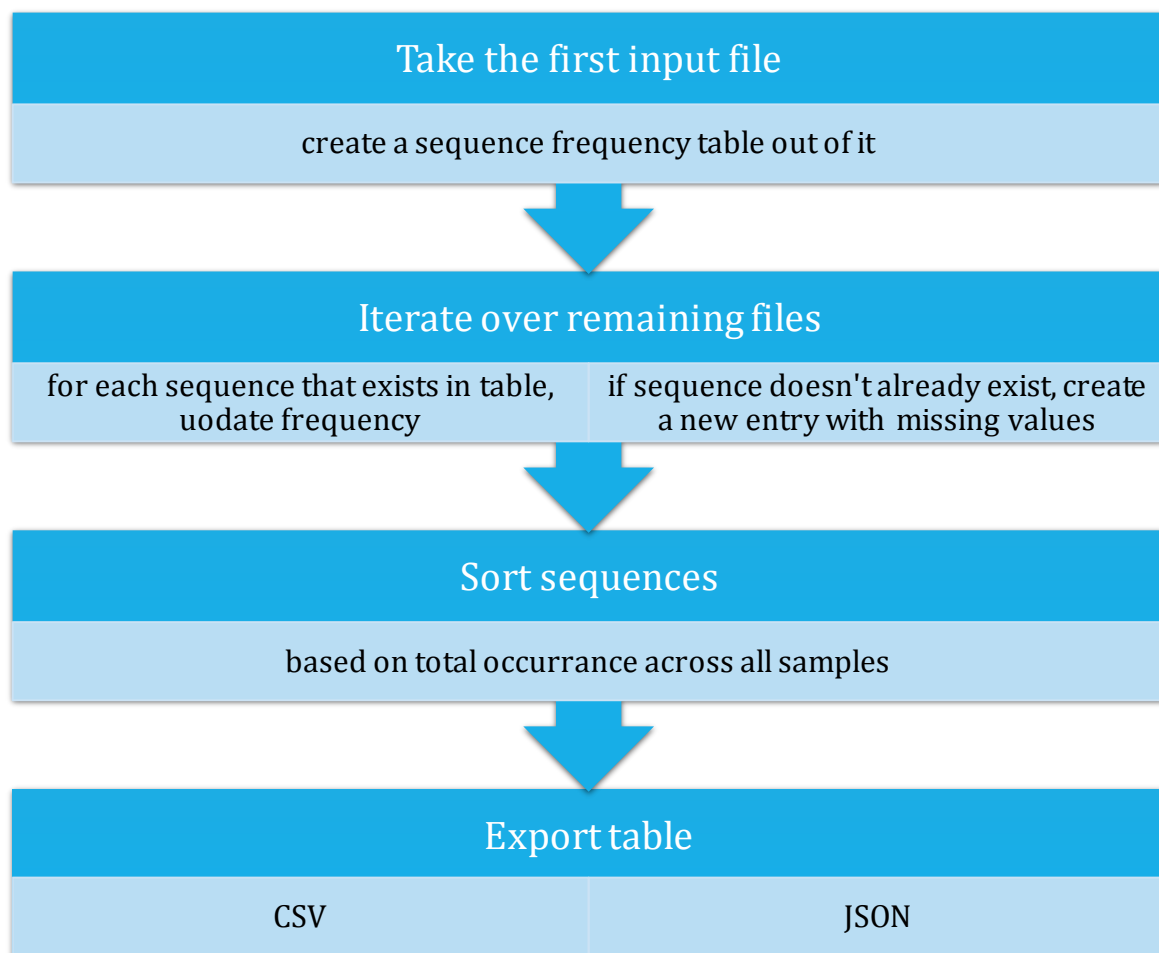 Take the first input file
create a sequence frequency table out of it
Iterate over remaining files
for each sequence that exists in table,
uodate frequency
if sequence doesn't already exist, create
a new entry with missing values
Sort sequences
based on total occurrance across all samples
Export table
CSV
JSON